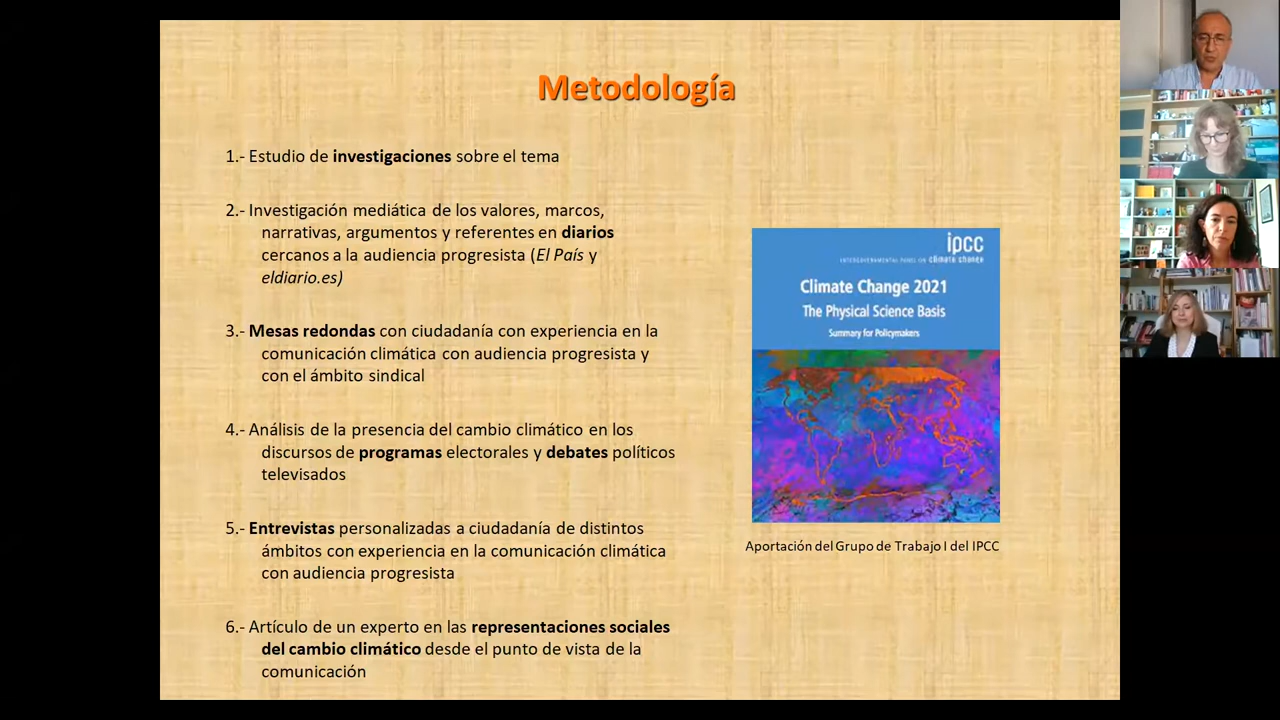 Metodología
1.- Estudio de investigaciones sobre el tema
2.- Investigación mediática de los valores, marcos,
narrativas, argumentos y referentes en diarios
cercanos a la audiencia progresista (El País y
eldiario.es)
3.- Mesas redondas con ciudadanía con experiencia en la
comunicación climática con audiencia progresista y
con el ámbito sindical
4.- Análisis de la presencia del cambio climático en los
discursos de programas electorales y debates políticos
televisados
5.- Entrevistas personalizadas a ciudadanía de distintos
ámbitos con experiencia en la comunicación climática
con audiencia progresista
6.- Artículo de un experto en las representaciones sociales
del cambio climático desde el punto de vista de la
comunicación
ipcc
INTERGOVERNMENTAL PANEL ON climate change
Climate Change 2021
The Physical Science Basis
Summary for Policymakers
Aportación del Grupo de Trabajo I del IPCC